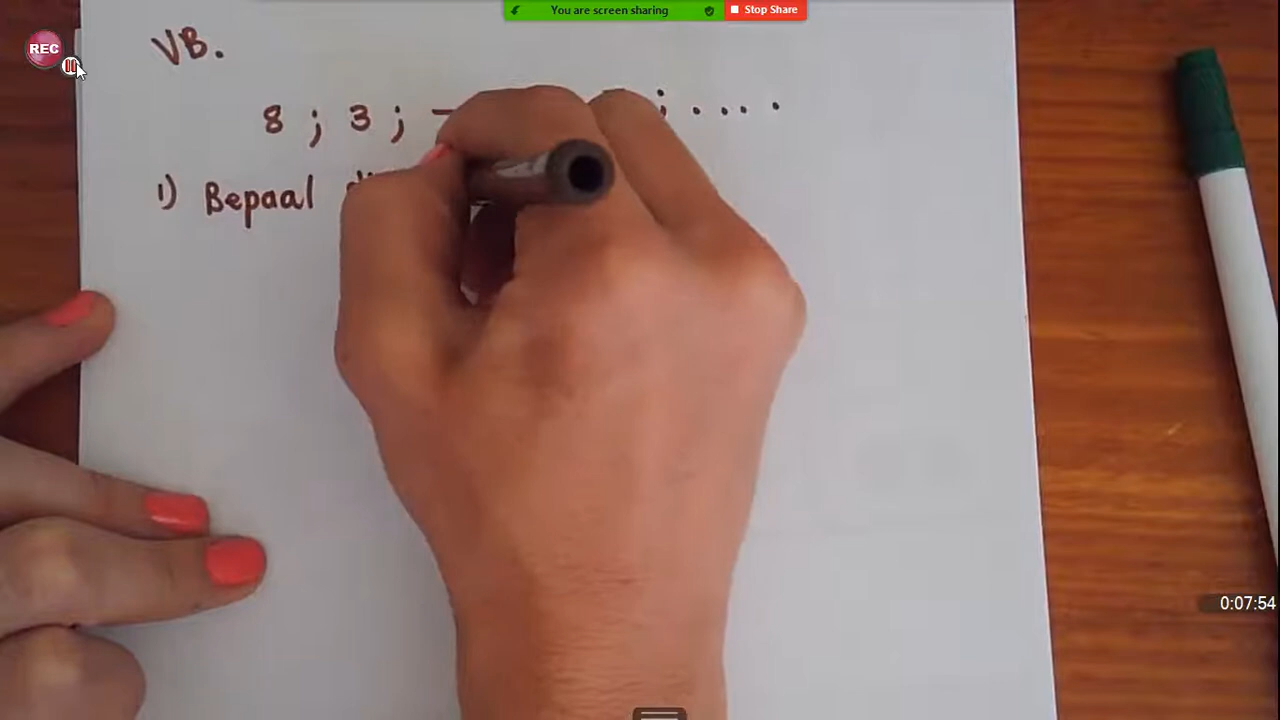 You are screen sharing Stop Share
REC
VB.
8 ; 3 ; - ; . . . .
1) Bepaal
0:07:54